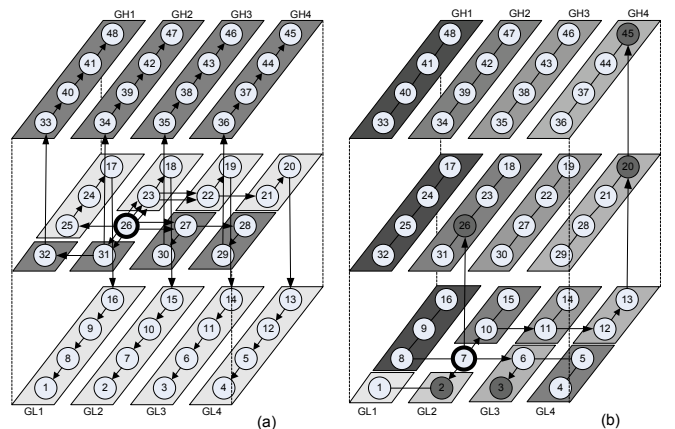 GH1 GH2 GH3 GH4 GH1 GH2 GH3 GH4
48 47 46 45 48 47 46 45
41 42 43 44 41 42 43 44
40 39 38 37 40 39 38 37
33 34 35 36 33 34 35 36
17 18 19 20 17 18 19 20
24 23 22 21 24 23 22 21
25 26 27 28 25 26 27 28
32 31 30 29 32 31 30 29
16 15 14 13 16 15 14 13
9 10 11 12 9 10 11 12
8 7 6 5 8 7 6 5
1 2 3 4 1 2 3 4
GL1 GL2 GL3 GL4 GL1 GL2 GL3 GL4
(a) (b)